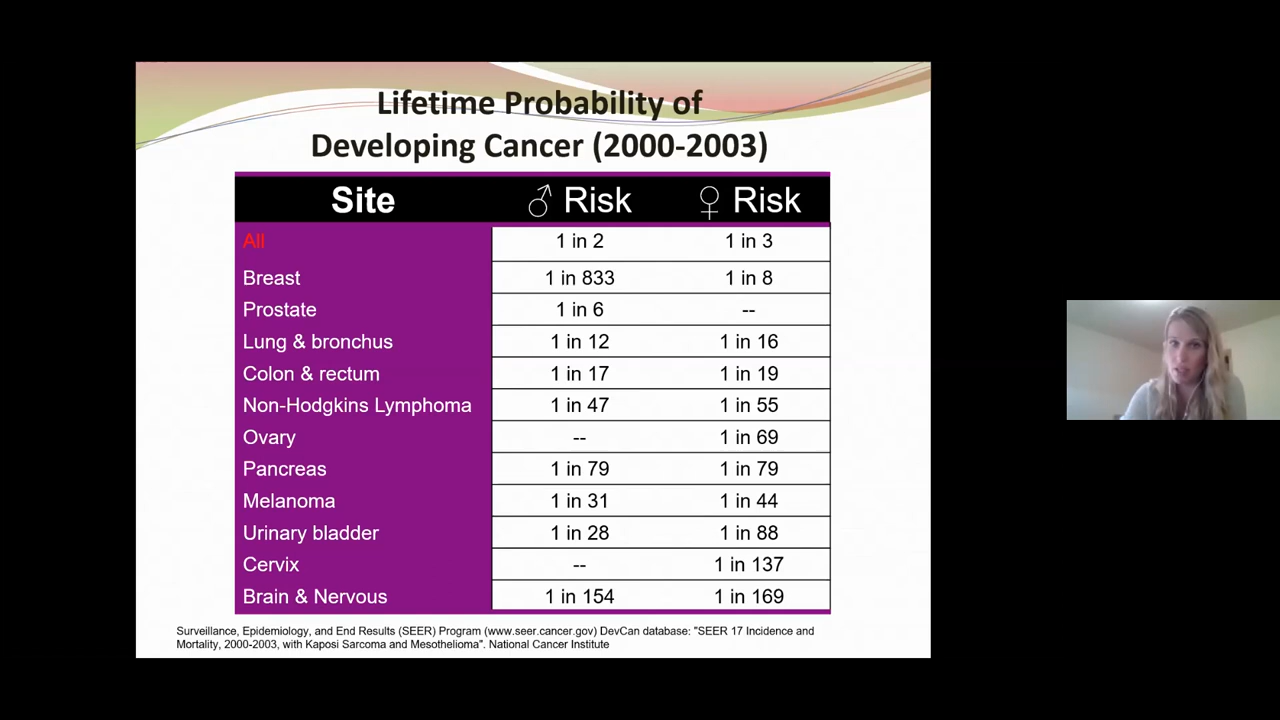 Lifetime Probability of
Developing Cancer (2000-2003)
Site ♂ Risk ♀ Risk
All 1 in 2 1 in 3
Breast 1 in 833 1 in 8
Prostate 1 in 6 --
Lung & bronchus 1 in 12 1 in 16
Colon & rectum 1 in 17 1 in 19
Non-Hodgkins Lymphoma 1 in 47 1 in 55
Ovary -- 1 in 69
Pancreas 1 in 79 1 in 79
Melanoma 1 in 31 1 in 44
Urinary bladder 1 in 28 1 in 88
Cervix -- 1 in 137
Brain & Nervous 1 in 154 1 in 169
Surveillance, Epidemiology, and End Results (SEER) Program (www.seer.cancer.gov) DevCan database: "SEER 17 Incidence and
Mortality, 2000-2003, with Kaposi Sarcoma and Mesothelioma". National Cancer Institute